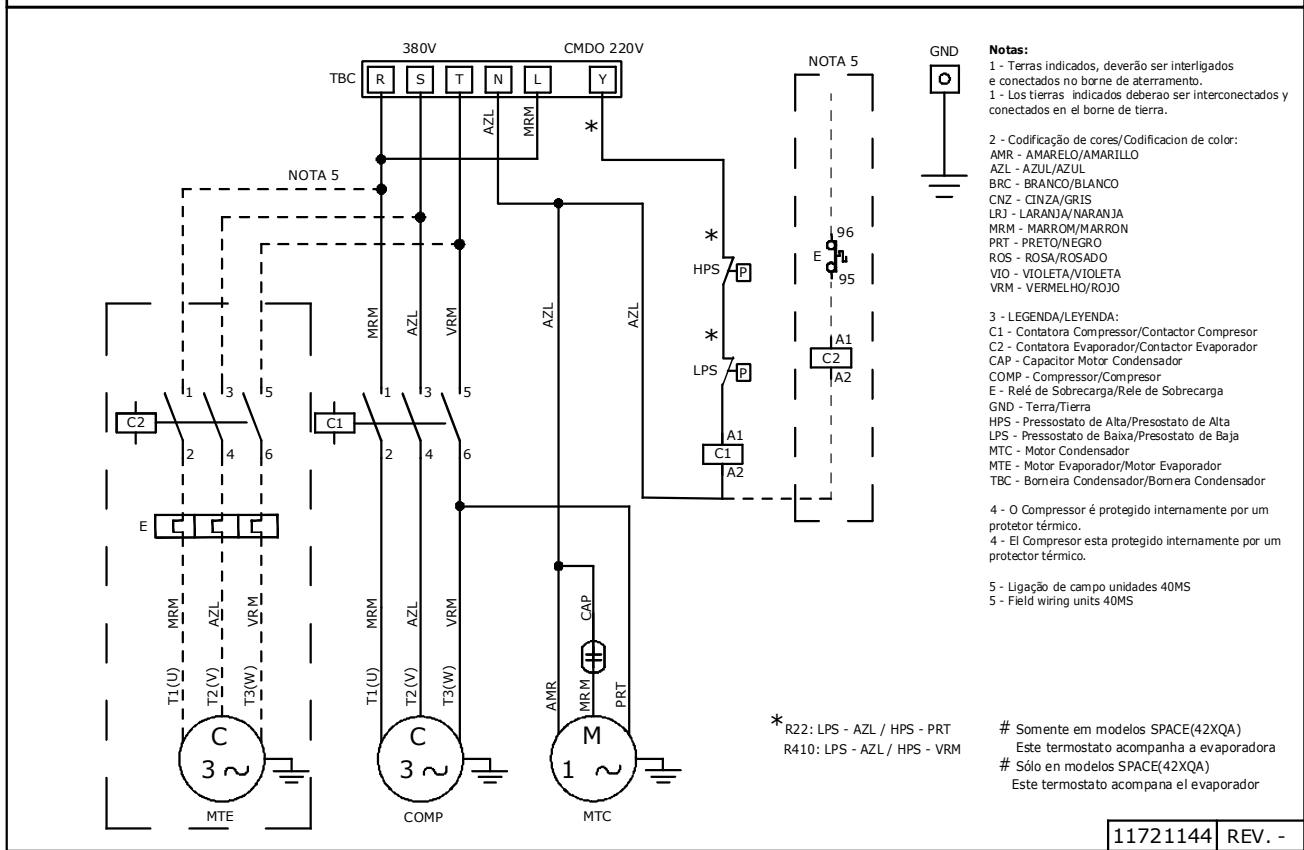 380V
CMDO 220V
TBC
R
S
T
N
L
Y
GND
NOTA 5
AZL
MRM
*
NOTA 5
*
HPS
P
*
LPS
P
96
E
95
A1
C2
A2
MRM
AZL
VRM
AZL
AZL
C2
1
3
5
2
4
6
C1
1
3
5
2
4
6
A1
C1
A2
E
MRM
AZL
VRM
T1(U)
T2(V)
T3(W)
MRM
AZL
VRM
T1(U)
T2(V)
T3(W)
CAP
AMR
MRM
PRT
C
3 ~
MTE
C
3 ~
COMP
M
1 ~
MTC
Notas:
1 - Terras indicados, deverão ser interligados
e conectados no borne de aterramento.
1 - Los tierras indicados deberao ser interconectados y
conectados en el borne de tierra.
2 - Codificação de cores/Codificacion de color:
AMR - AMARELO/AMARILLO
AZL - AZUL/AZUL
BRC - BRANCO/BLANCO
CNZ - CINZA/GRIS
LRJ - LARANJA/NARANJA
MRM - MARROM/MARRON
PRT - PRETO/NEGRO
ROS - ROSA/ROSADO
VIO - VIOLETA/VIOLETA
VRM - VERMELHO/ROJO
3 - LEGENDA/LEYENDA:
C1 - Contatora Compressor/Contactor Compresor
C2 - Contatora Evaporador/Contactor Evaporador
CAP - Capacitor Motor Condensador
COMP - Compressor/Compresor
E - Relé de Sobrecarga/Rele de Sobrecarga
GND - Terra/Tierra
HPS - Pressostato de Alta/Presostato de Alta
LPS - Pressostato de Baixa/Presostato de Baja
MTC - Motor Condensador
MTE - Motor Evaporador/Motor Evaporador
TBC - Borneira Condensador/Bornera Condensador
4 - O Compressor é protegido internamente por um
protetor térmico.
4 - El Compresor esta protegido internamente por um
protector térmico.
5 - Ligação de campo unidades 40MS
5 - Field wiring units 40MS
* R22: LPS - AZL / HPS - PRT
R410: LPS - AZL / HPS - VRM
# Somente em modelos SPACE(42XQA)
Este termostato acompanha a evaporadora
# Sólo en modelos SPACE(42XQA)
Este termostato acompana el evaporador
11721144 REV. -